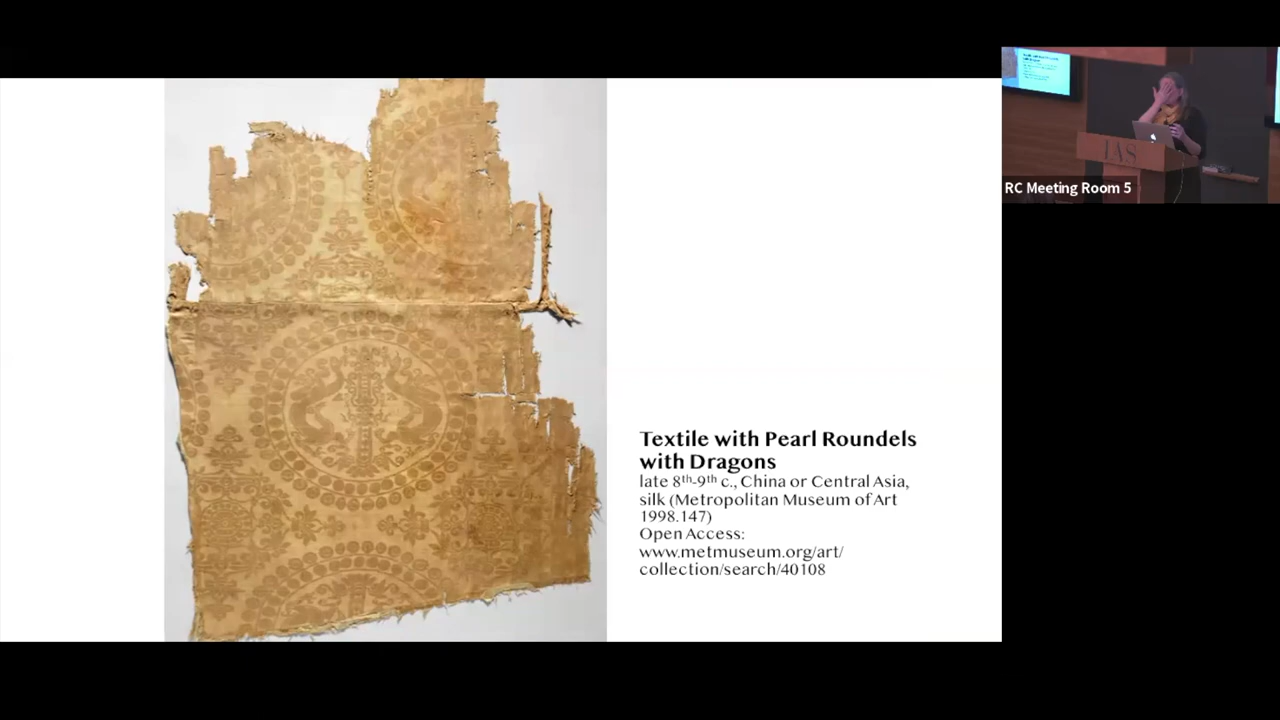 Textile with Pearl Roundels
with Dragons
late 8th-9th c., China or Central Asia,
silk (Metropolitan Museum of Art
1998.147)
Open Access:
www.metmuseum.org/art/
collection/search/40108
IAS
RC Meeting Room 5